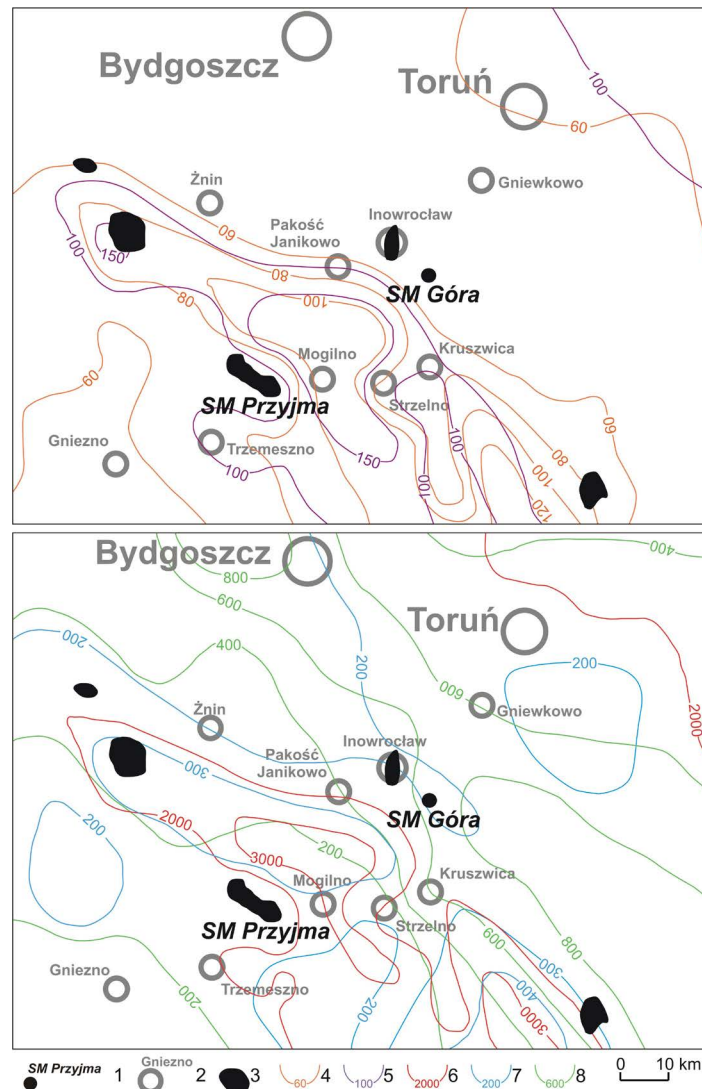 Bydgoszcz
Toruń
100
60
Żnin
Gniewkowo
Inowrocław
Pakość
Janikowo
60
100
150
80
SM Góra
80
100
Mogilno
Kruszwica
60
SM Przyjma
Strzelno
60
Gniezno
Trzemeszno
100
150
100
100
80
100
120
Bydgoszcz
800
400
600
Toruń
200
400
200
200
600
Żnin
Gniewkowo
2000
Inowrocław
Pakość
Janikowo
300
SM Góra
2000
200
200
3000
Mogilno
Kruszwica
SM Przyjma
Strzelno
800
600
300
Gniezno
Trzemeszno
200
200
400
3000
SM Przyjma 1 Gniezno 2 3 60 4 100 5 2000 6 200 7 600 8 0 10 km